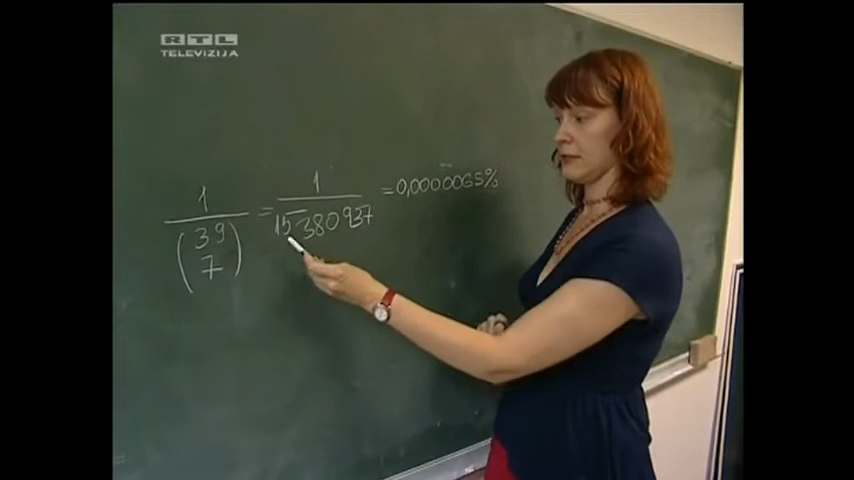 RTL
TELEVIZIJA
1 / (39 7) = 1 / 15 380 937 = 0,0000065%